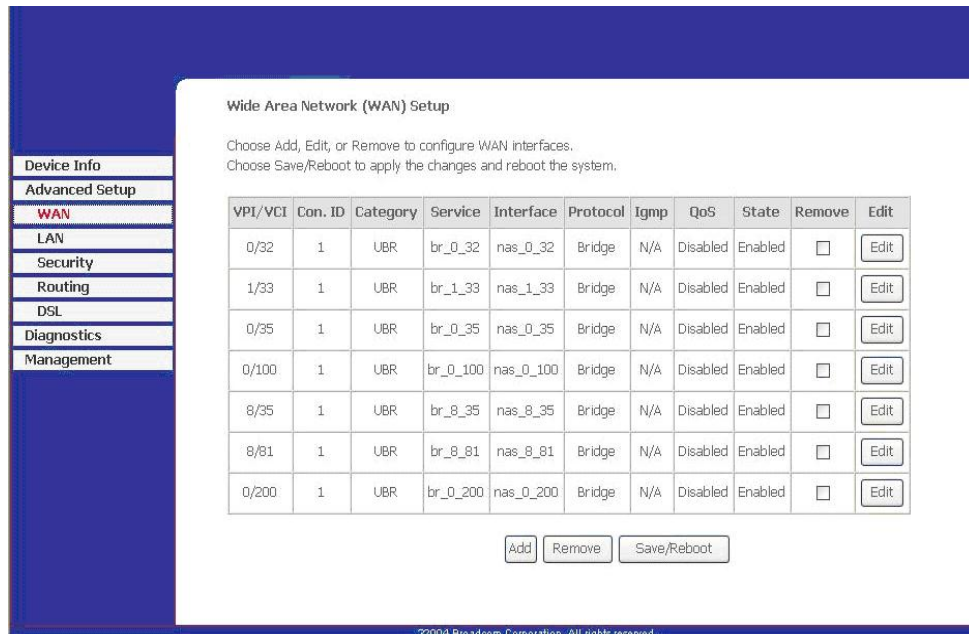 Wide Area Network (WAN) Setup
Choose Add, Edit, or Remove to configure WAN interfaces.
Choose Save/Reboot to apply the changes and reboot the system.
Device Info
Advanced Setup
WAN
LAN
Security
Routing
DSL
Diagnostics
Management
VPI/VCI Con. ID Category Service Interface Protocol Igmp QoS State Remove Edit
0/32 1 UBR br_0_32 nas_0_32 Bridge N/A Disabled Enabled Edit
1/33 1 UBR br_1_33 nas_1_33 Bridge N/A Disabled Enabled Edit
0/35 1 UBR br_0_35 nas_0_35 Bridge N/A Disabled Enabled Edit
0/100 1 UBR br_0_100 nas_0_100 Bridge N/A Disabled Enabled Edit
8/35 1 UBR br_8_35 nas_8_35 Bridge N/A Disabled Enabled Edit
8/81 1 UBR br_8_81 nas_8_81 Bridge N/A Disabled Enabled Edit
0/200 1 UBR br_0_200 nas_0_200 Bridge N/A Disabled Enabled Edit
Add Remove Save/Reboot
?2004 Broadcom Corporation. All rights reserved.